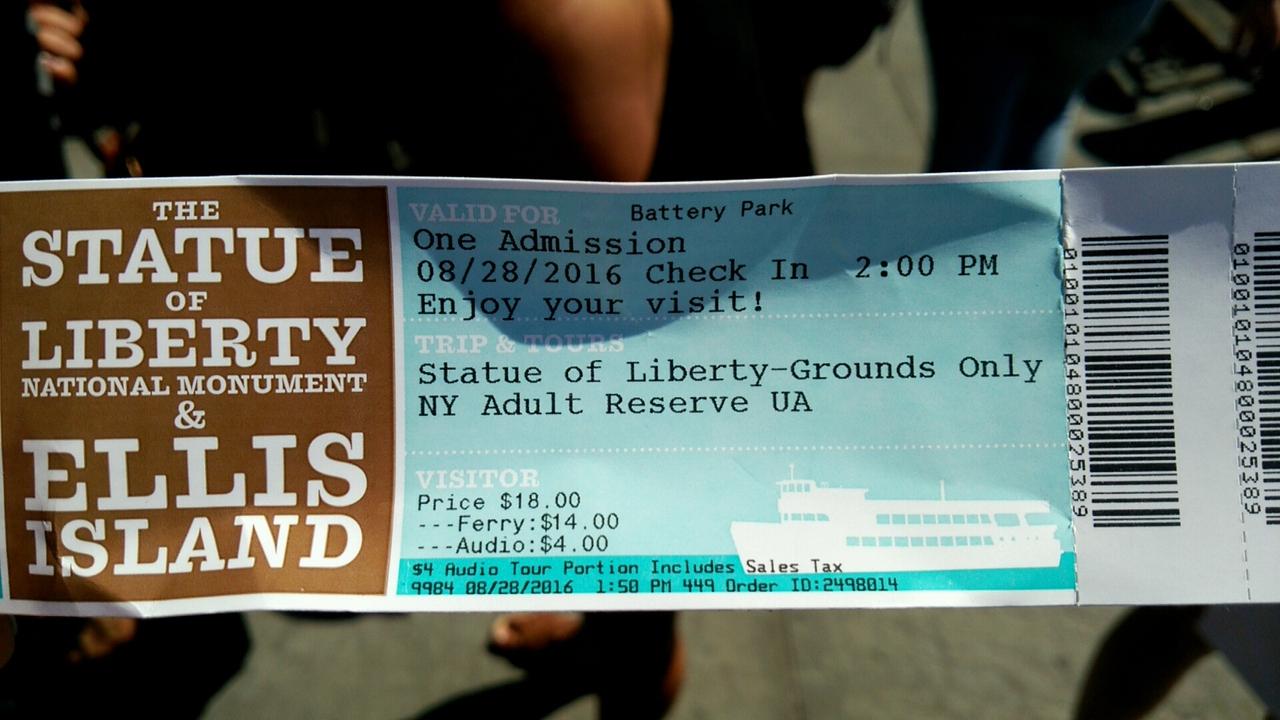 THE
STATUE
OF
LIBERTY
NATIONAL MONUMENT
&
ELLIS
ISLAND
VALID FOR Battery Park
One Admission
08/28/2016 Check In 2:00 PM
Enjoy your visit!
TRIP & TOURS
Statue of Liberty-Grounds Only
NY Adult Reserve UA
VISITOR
Price $18.00
---Ferry:$14.00
---Audio:$4.00
$4 Audio Tour Portion Includes Sales Tax
9984 08/28/2016 1:50 PM 449 Order ID:2498014
0100101048000025389
0100101048000025389